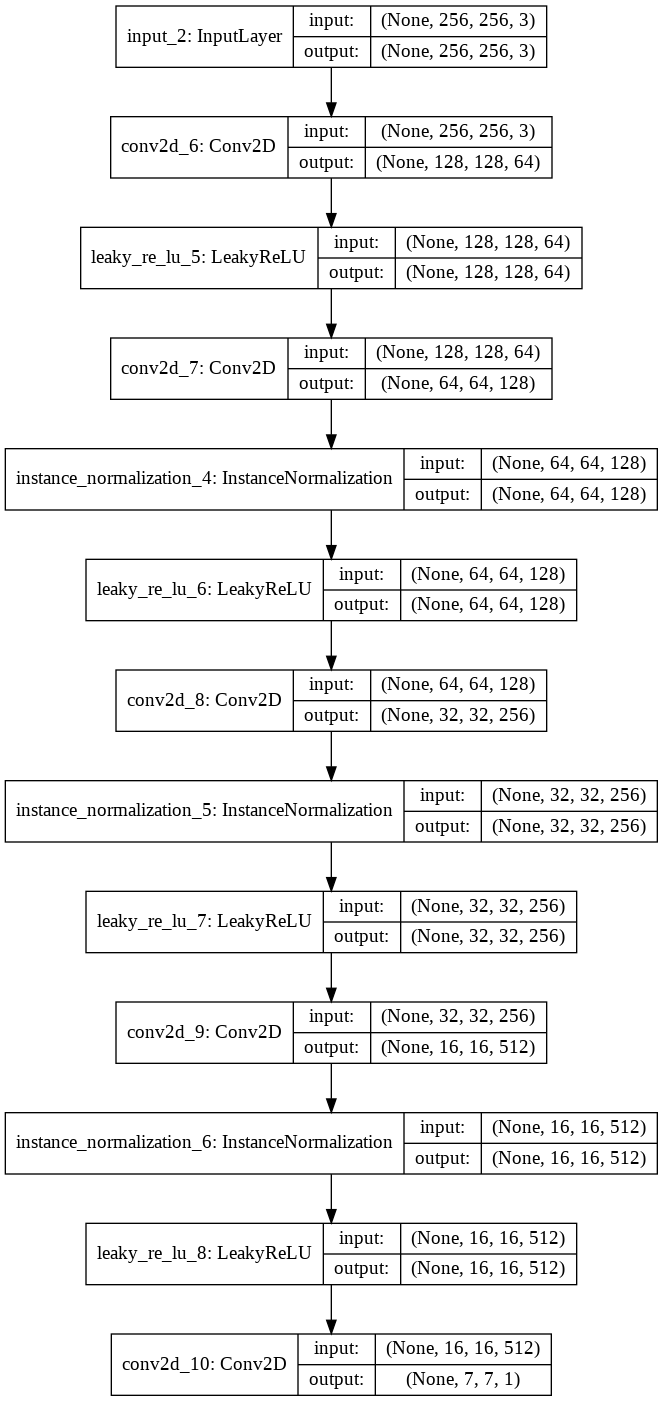 input_2: InputLayer
input: (None, 256, 256, 3)
output: (None, 256, 256, 3)
conv2d_6: Conv2D
input: (None, 256, 256, 3)
output: (None, 128, 128, 64)
leaky_re_lu_5: LeakyReLU
input: (None, 128, 128, 64)
output: (None, 128, 128, 64)
conv2d_7: Conv2D
input: (None, 128, 128, 64)
output: (None, 64, 64, 128)
instance_normalization_4: InstanceNormalization
input: (None, 64, 64, 128)
output: (None, 64, 64, 128)
leaky_re_lu_6: LeakyReLU
input: (None, 64, 64, 128)
output: (None, 64, 64, 128)
conv2d_8: Conv2D
input: (None, 64, 64, 128)
output: (None, 32, 32, 256)
instance_normalization_5: InstanceNormalization
input: (None, 32, 32, 256)
output: (None, 32, 32, 256)
leaky_re_lu_7: LeakyReLU
input: (None, 32, 32, 256)
output: (None, 32, 32, 256)
conv2d_9: Conv2D
input: (None, 32, 32, 256)
output: (None, 16, 16, 512)
instance_normalization_6: InstanceNormalization
input: (None, 16, 16, 512)
output: (None, 16, 16, 512)
leaky_re_lu_8: LeakyReLU
input: (None, 16, 16, 512)
output: (None, 16, 16, 512)
conv2d_10: Conv2D
input: (None, 16, 16, 512)
output: (None, 7, 7, 1)